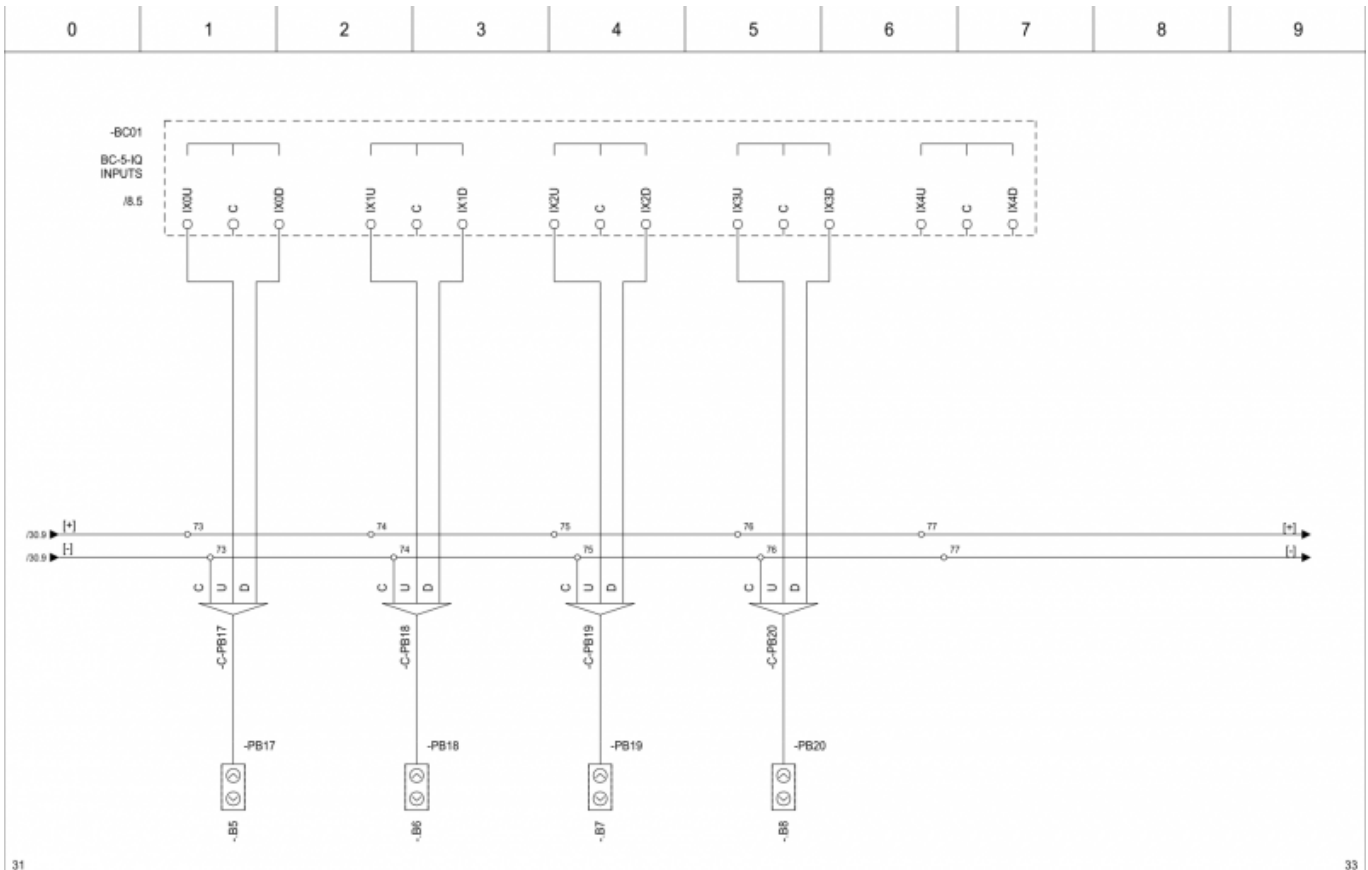 0 1 2 3 4 5 6 7 8 9
-BC01
BC-5-IQ
INPUTS
/8.5
IX0U C IX0D IX1U C IX1D IX2U C IX2D IX3U C IX3D IX4U C IX4D
/30.9 [+] 73 74 75 76 77 [+]
/30.9 [-] 73 74 75 76 77 [-]
C U D C U D C U D C U D
-C-PB17 -C-PB18 -C-PB19 -C-PB20
-PB17 -PB18 -PB19 -PB20
-.B5 -.B6 -.B7 -.B8
31 33